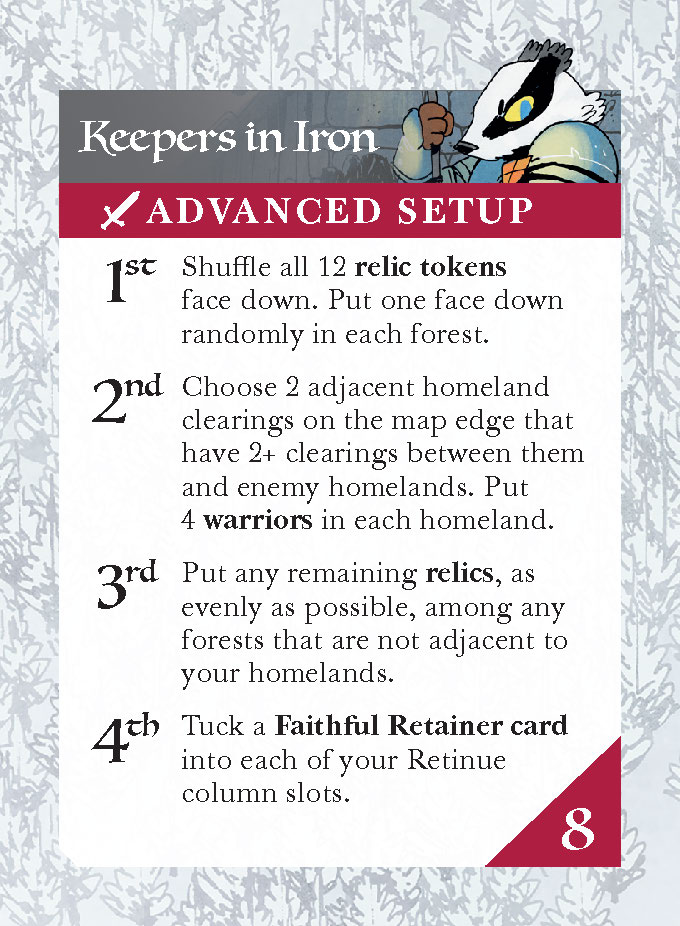 Keepers in Iron
ADVANCED SETUP
1st Shuffle all 12 relic tokens
face down. Put one face down
randomly in each forest.
2nd Choose 2 adjacent homeland
clearings on the map edge that
have 2+ clearings between them
and enemy homelands. Put
4 warriors in each homeland.
3rd Put any remaining relics, as
evenly as possible, among any
forests that are not adjacent to
your homelands.
4th Tuck a Faithful Retainer card
into each of your Retinue
column slots.
8